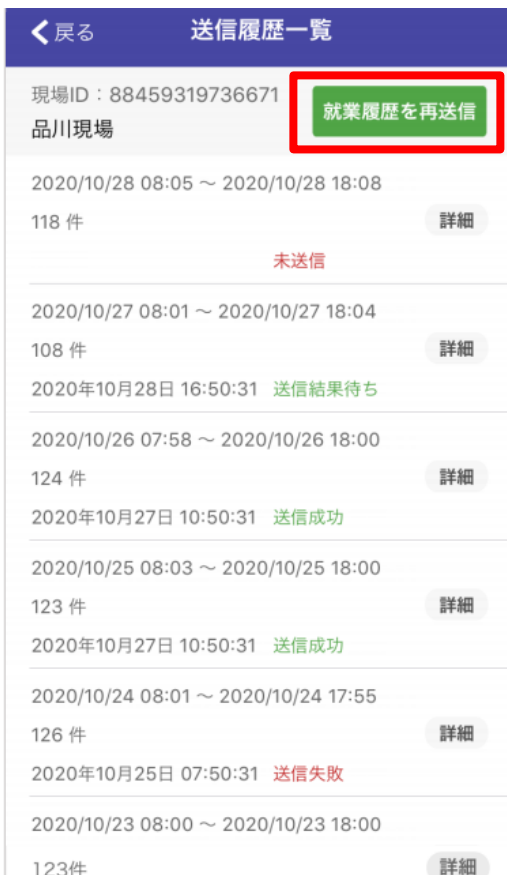 戻る 送信履歴一覧
現場ID：88459319736671
品川現場
就業履歴を再送信
2020/10/28 08:05 ～ 2020/10/28 18:08
118 件 詳細
未送信
2020/10/27 08:01 ～ 2020/10/27 18:04
108 件 詳細
2020年10月28日 16:50:31 送信結果待ち
2020/10/26 07:58 ～ 2020/10/26 18:00
124 件 詳細
2020年10月27日 10:50:31 送信成功
2020/10/25 08:03 ～ 2020/10/25 18:00
123 件 詳細
2020年10月27日 10:50:31 送信成功
2020/10/24 08:01 ～ 2020/10/24 17:55
126 件 詳細
2020年10月25日 07:50:31 送信失敗
2020/10/23 08:00 ～ 2020/10/23 18:00
123件 詳細